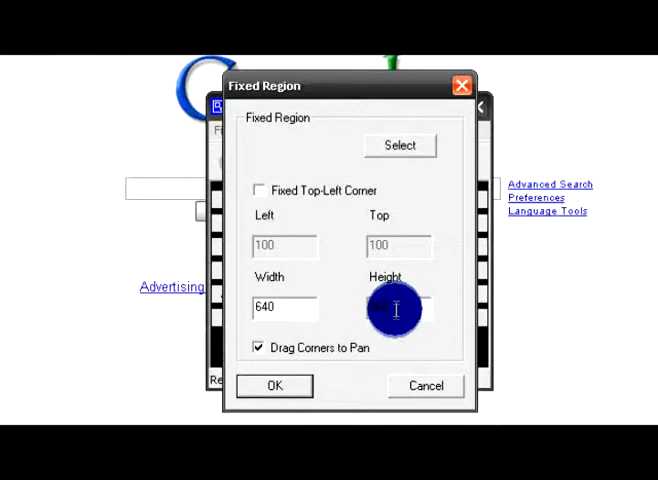 Fixed Region
Fixed Region
Select
Fixed Top-Left Corner
Left
Top
100
100
Width
Height
640
Drag Corners to Pan
OK
Cancel
Advanced Search
Preferences
Language Tools
Advertising
Re